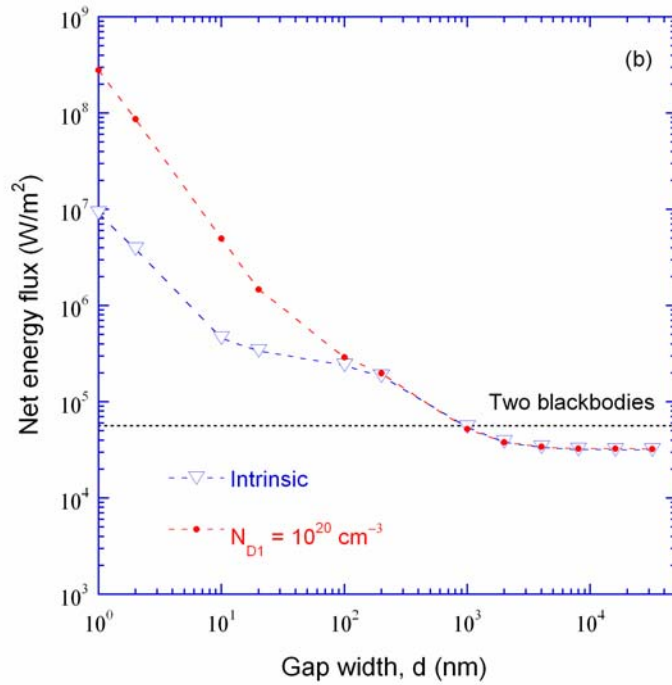 (b)
10⁹
10⁸
10⁷
10⁶
10⁵
10⁴
10³
Net energy flux (W/m²)
Two blackbodies
Intrinsic
N_D1 = 10²⁰ cm⁻³
10⁰ 10¹ 10² 10³ 10⁴
Gap width, d (nm)